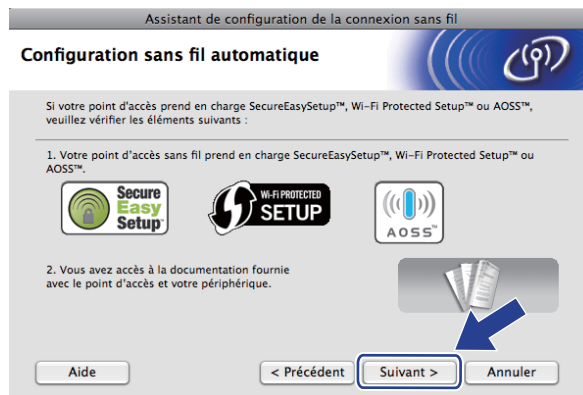 Assistant de configuration de la connexion sans fil
Configuration sans fil automatique
Si votre point d'accès prend en charge SecureEasySetup™, Wi-Fi Protected Setup™ ou AOSS™,
veuillez vérifier les éléments suivants :
1. Votre point d'accès sans fil prend en charge SecureEasySetup™, Wi-Fi Protected Setup™ ou
AOSS™.
Secure
Easy
Setup
Wi-Fi PROTECTED
SETUP
AOSS™
2. Vous avez accès à la documentation fournie
avec le point d'accès et votre périphérique.
Aide
< Précédent
Suivant >
Annuler